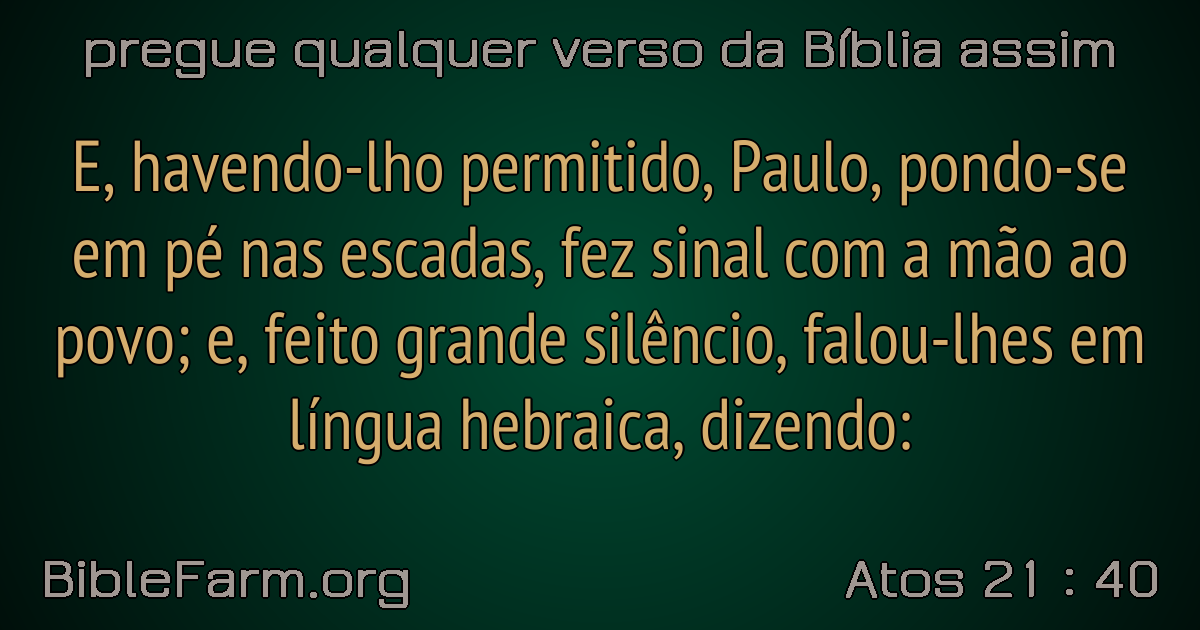 pregue qualquer verso da Bíblia assim
E, havendo-lho permitido, Paulo, pondo-se
em pé nas escadas, fez sinal com a mão ao
povo; e, feito grande silêncio, falou-lhes em
língua hebraica, dizendo:
BibleFarm.org
Atos 21 : 40